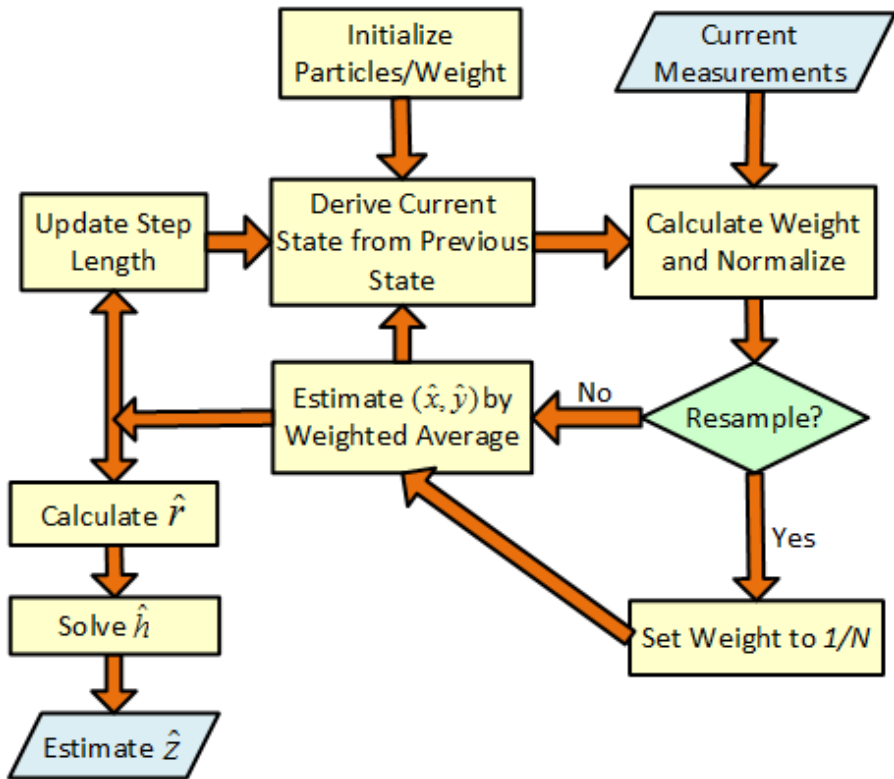 Initialize
Particles/Weight
Current
Measurements
Update Step
Length
Derive Current
State from Previous
State
Calculate Weight
and Normalize
Estimate (x̂, ŷ) by
Weighted Average
No
Resample?
Calculate r̂
Yes
Solve ĥ
Set Weight to 1/N
Estimate ẑ